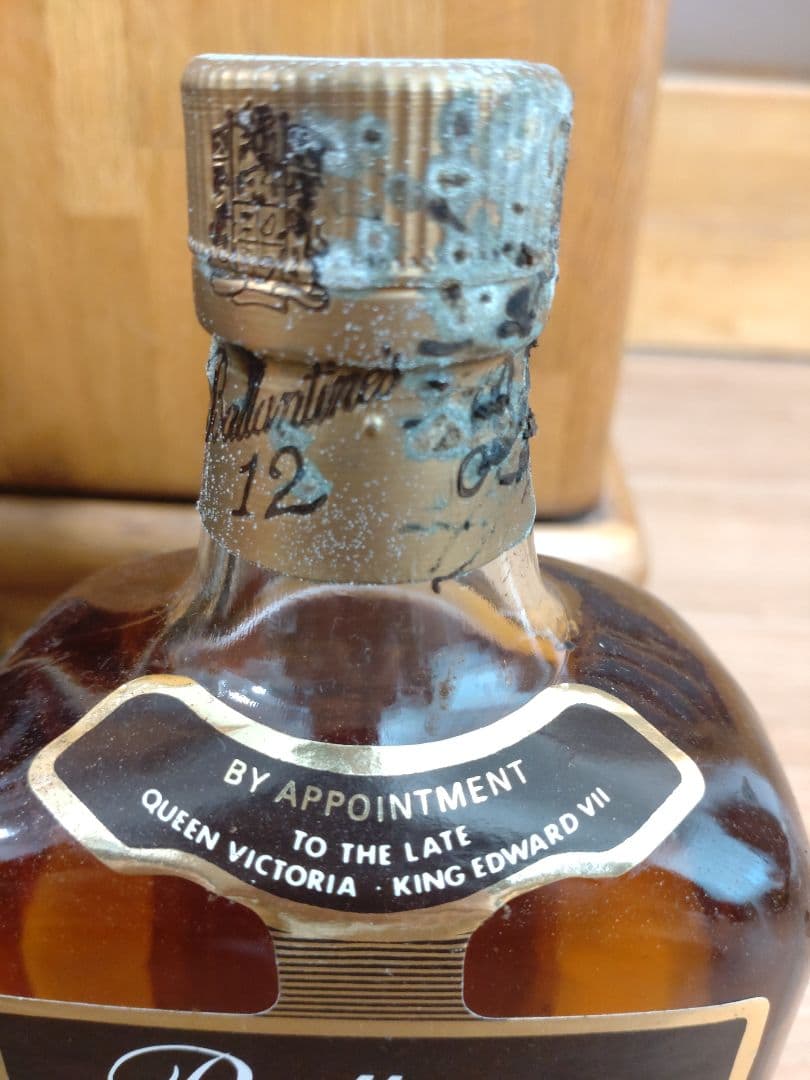 Ballantine's
12
BY APPOINTMENT
TO THE LATE
QUEEN VICTORIA · KING EDWARD VII